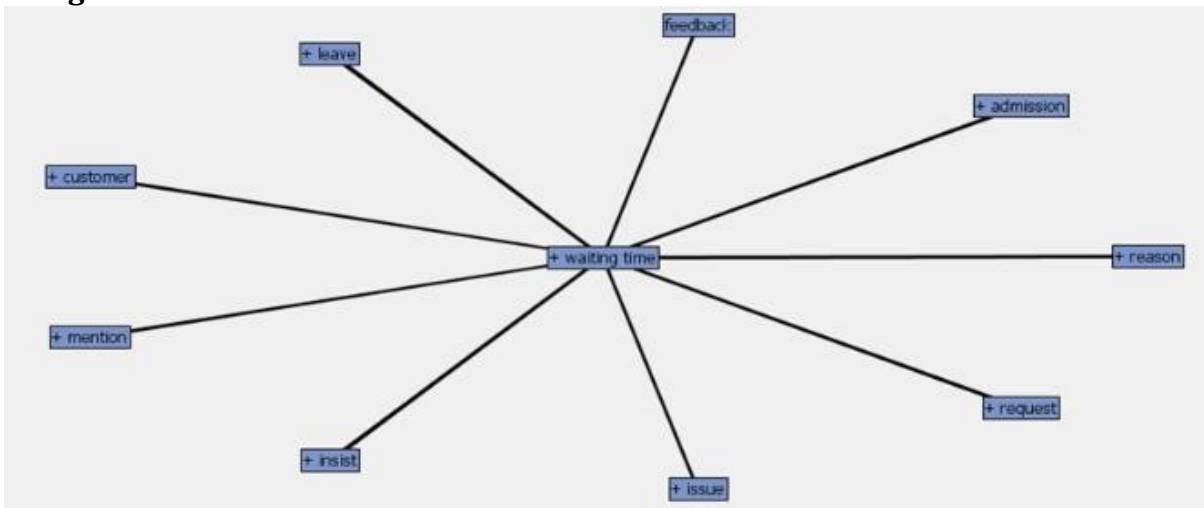 feedback:
+ leave
+ admission
+ customer
+ waiting time
+ reason
+ mention
+ request
+ insist
+ issue